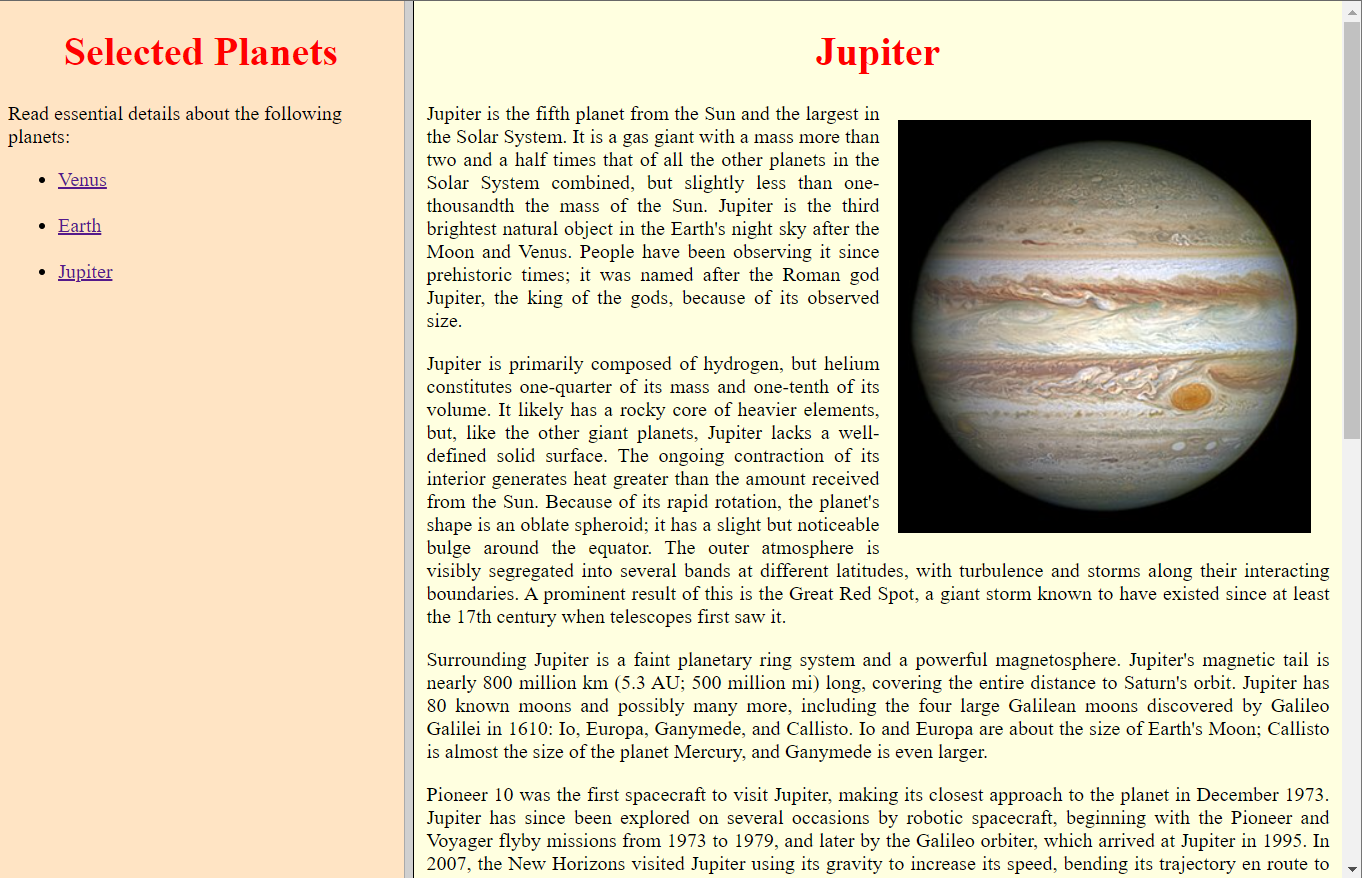 Selected Planets
Read essential details about the following
planets:
Venus
Earth
Jupiter
Jupiter
Jupiter is the fifth planet from the Sun and the largest in
the Solar System. It is a gas giant with a mass more than
two and a half times that of all the other planets in the
Solar System combined, but slightly less than one-
thousandth the mass of the Sun. Jupiter is the third
brightest natural object in the Earth's night sky after the
Moon and Venus. People have been observing it since
prehistoric times; it was named after the Roman god
Jupiter, the king of the gods, because of its observed
size.
Jupiter is primarily composed of hydrogen, but helium
constitutes one-quarter of its mass and one-tenth of its
volume. It likely has a rocky core of heavier elements,
but, like the other giant planets, Jupiter lacks a well-
defined solid surface. The ongoing contraction of its
interior generates heat greater than the amount received
from the Sun. Because of its rapid rotation, the planet's
shape is an oblate spheroid; it has a slight but noticeable
bulge around the equator. The outer atmosphere is
visibly segregated into several bands at different latitudes, with turbulence and storms along their interacting
boundaries. A prominent result of this is the Great Red Spot, a giant storm known to have existed since at least
the 17th century when telescopes first saw it.
Surrounding Jupiter is a faint planetary ring system and a powerful magnetosphere. Jupiter's magnetic tail is
nearly 800 million km (5.3 AU; 500 million mi) long, covering the entire distance to Saturn's orbit. Jupiter has
80 known moons and possibly many more, including the four large Galilean moons discovered by Galileo
Galilei in 1610: Io, Europa, Ganymede, and Callisto. Io and Europa are about the size of Earth's Moon; Callisto
is almost the size of the planet Mercury, and Ganymede is even larger.
Pioneer 10 was the first spacecraft to visit Jupiter, making its closest approach to the planet in December 1973.
Jupiter has since been explored on several occasions by robotic spacecraft, beginning with the Pioneer and
Voyager flyby missions from 1973 to 1979, and later by the Galileo orbiter, which arrived at Jupiter in 1995. In
2007, the New Horizons visited Jupiter using its gravity to increase its speed, bending its trajectory en route to